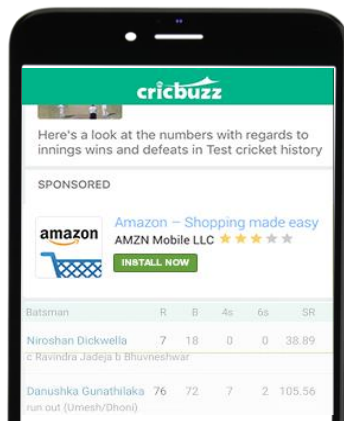 cricbuzz
Here's a look at the numbers with regards to
innings wins and defeats in Test cricket history
SPONSORED
amazon
Amazon – Shopping made easy
AMZN Mobile LLC
INSTALL NOW
Batsman R B 4s 6s SR
Niroshan Dickwella 7 18 0 0 38.89
c Ravindra Jadeja b Bhuvneshwar
Danushka Gunathilaka 76 72 7 2 105.56
run out (Umesh/Dhoni)